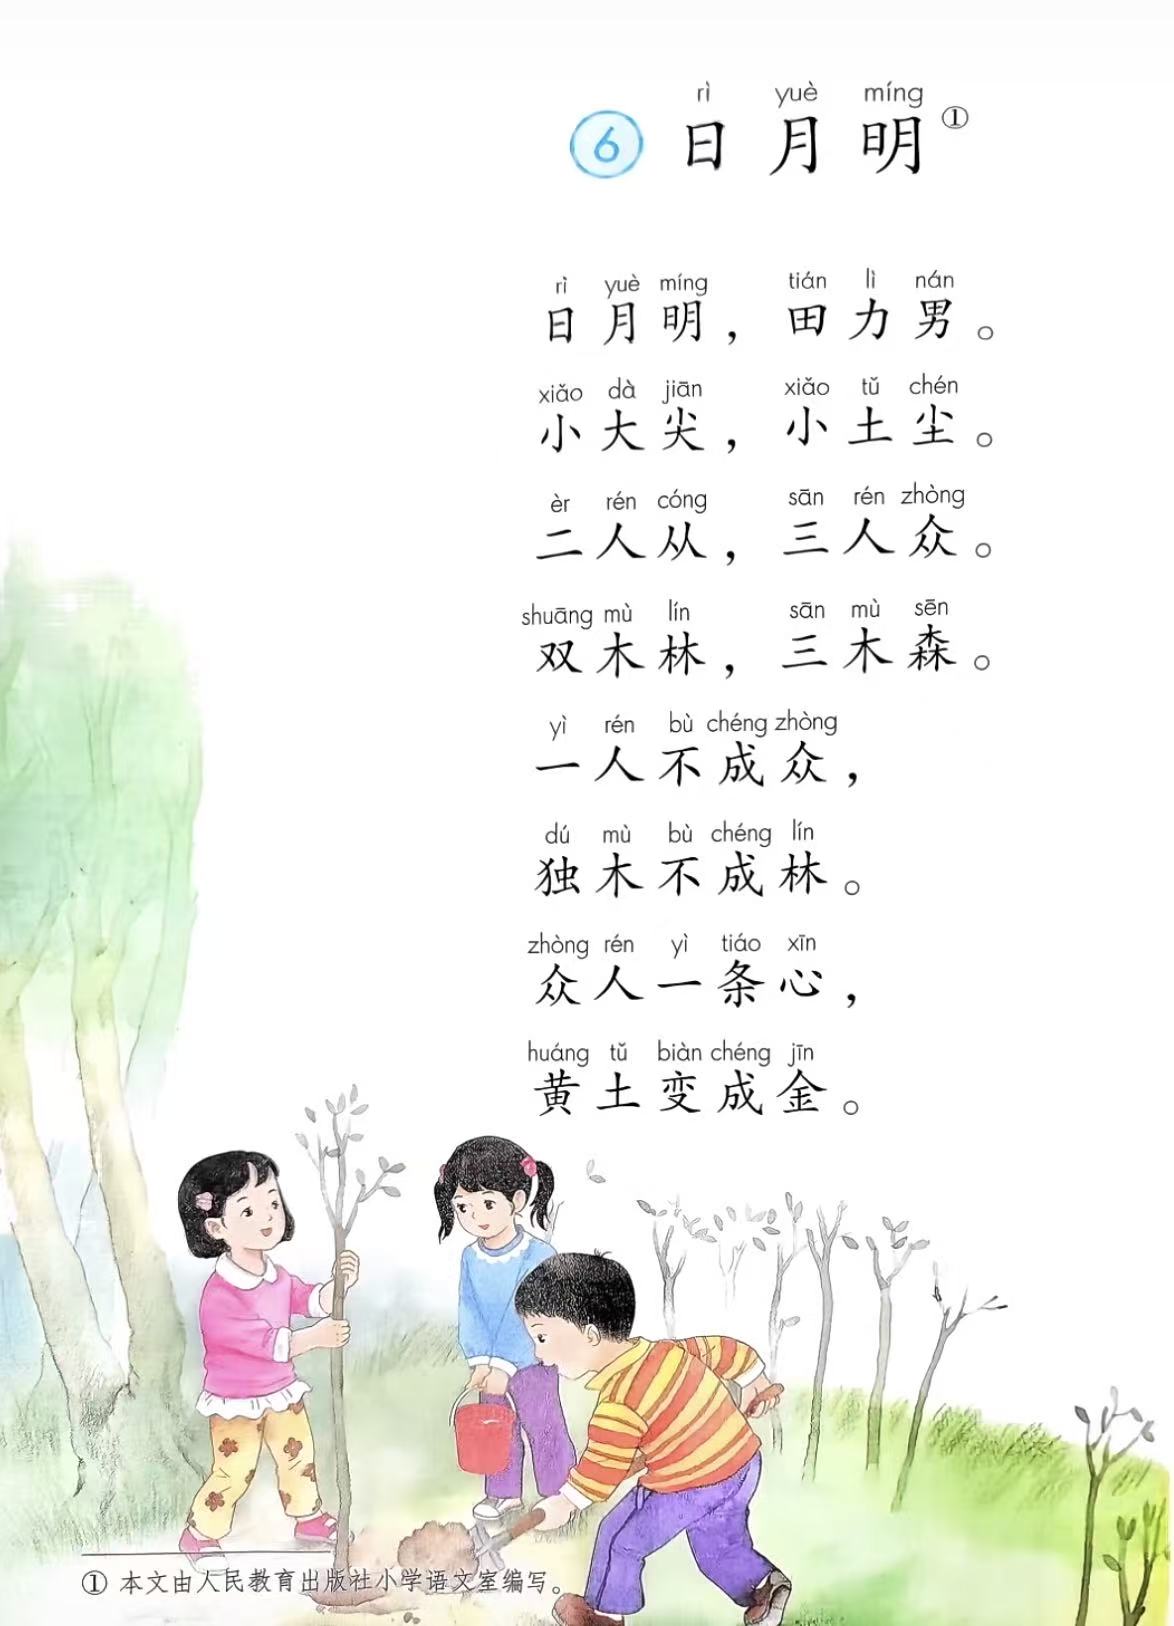 rì yuè míng
6 日月明①
rì yuè míng tián lì nán
日月明，田力男。
xiǎo dà jiān xiǎo tǔ chén
小大尖，小土尘。
èr rén cóng sān rén zhòng
二人从，三人众。
shuāng mù lín sān mù sēn
双木林，三木森。
yì rén bù chéng zhòng
一人不成众，
dú mù bù chéng lín
独木不成林。
zhòng rén yì tiáo xīn
众人一条心，
huáng tǔ biàn chéng jīn
黄土变成金。
① 本文由人民教育出版社小学语文室编写。